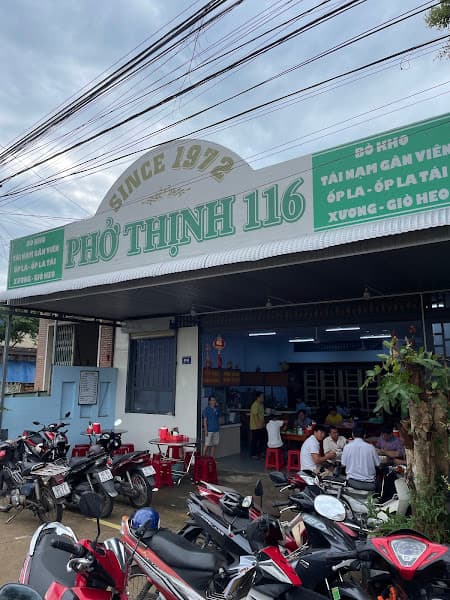 SINCE 1972
PHỞ THỊNH 116
BÒ KHO
TÁI NẠM GÂN VIÊN
ỐP LA - ỐP LA TÁI
XƯƠNG - GIÒ HEO
BÒ KHO
TÁI NẠM GÂN VIÊN
ỐP LA - ỐP LA TÁI
XƯƠNG - GIÒ HEO